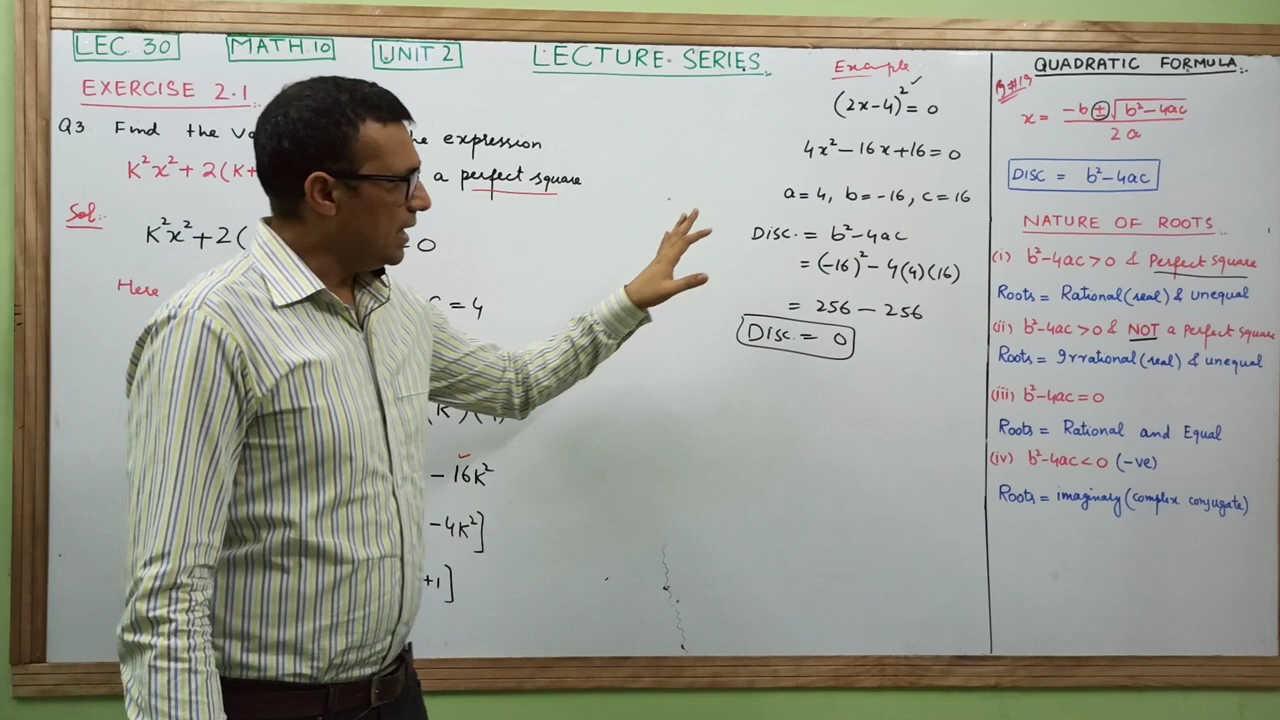 LEC 30 MATH 10 UNIT 2 LECTURE SERIES
EXERCISE 2.1
Q3 Find the expression
K²x² + 2(K+ a perfect square
Sol:-
K²x² + 2( = 0
Here c = 4
- 16K²
- 4K²]
+1]
Example
(2x-4)² = 0 ✓
4x² - 16x + 16 = 0
a = 4, b = -16, c = 16
Disc. = b² - 4ac
= (-16)² - 4(4)(16)
= 256 - 256
Disc. = 0
QUADRATIC FORMULA
Pg#19
x = -b ± √b² - 4ac / 2a
DISC = b² - 4ac
NATURE OF ROOTS
(i) b² - 4ac > 0 & Perfect square
Roots = Rational (real) & unequal
(ii) b² - 4ac > 0 & NOT a perfect square
Roots = Irrational (real) & unequal
(iii) b² - 4ac = 0
Roots = Rational and Equal
(iv) b² - 4ac < 0 (-ve)
Roots = imaginary (complex conjugate)